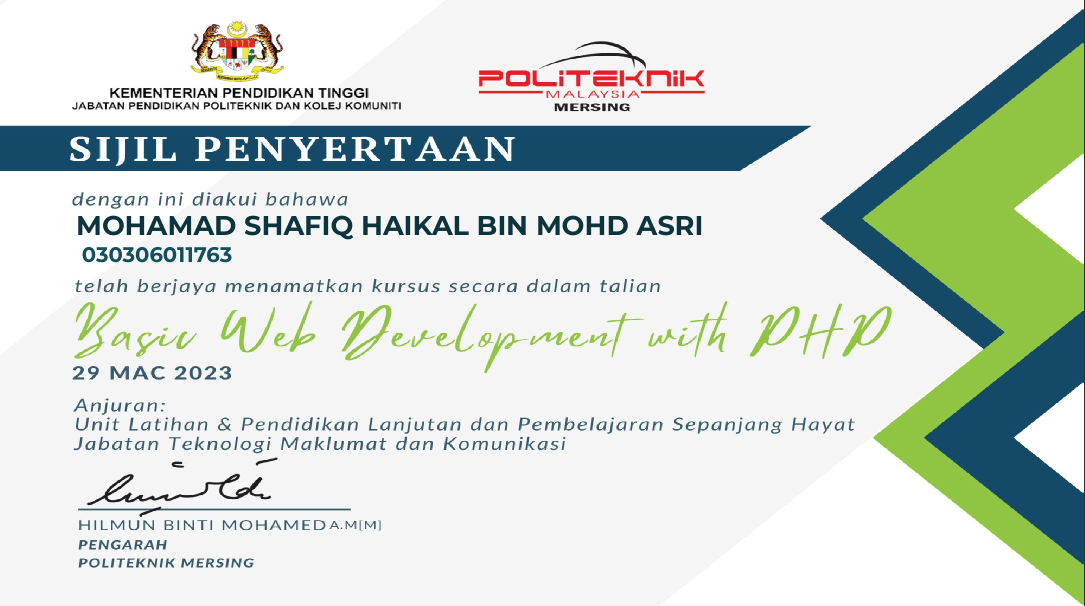 KEMENTERIAN PENDIDIKAN TINGGI
JABATAN PENDIDIKAN POLITEKNIK DAN KOLEJ KOMUNITI
POLITEKNIK
MALAYSIA
MERSING
SIJIL PENYERTAAN
dengan ini diakui bahawa
MOHAMAD SHAFIQ HAIKAL BIN MOHD ASRI
030306011763
telah berjaya menamatkan kursus secara dalam talian
Basic Web Development with PHP
29 MAC 2023
Anjuran:
Unit Latihan & Pendidikan Lanjutan dan Pembelajaran Sepanjang Hayat
Jabatan Teknologi Maklumat dan Komunikasi
HILMUN BINTI MOHAMED A.M[M]
PENGARAH
POLITEKNIK MERSING